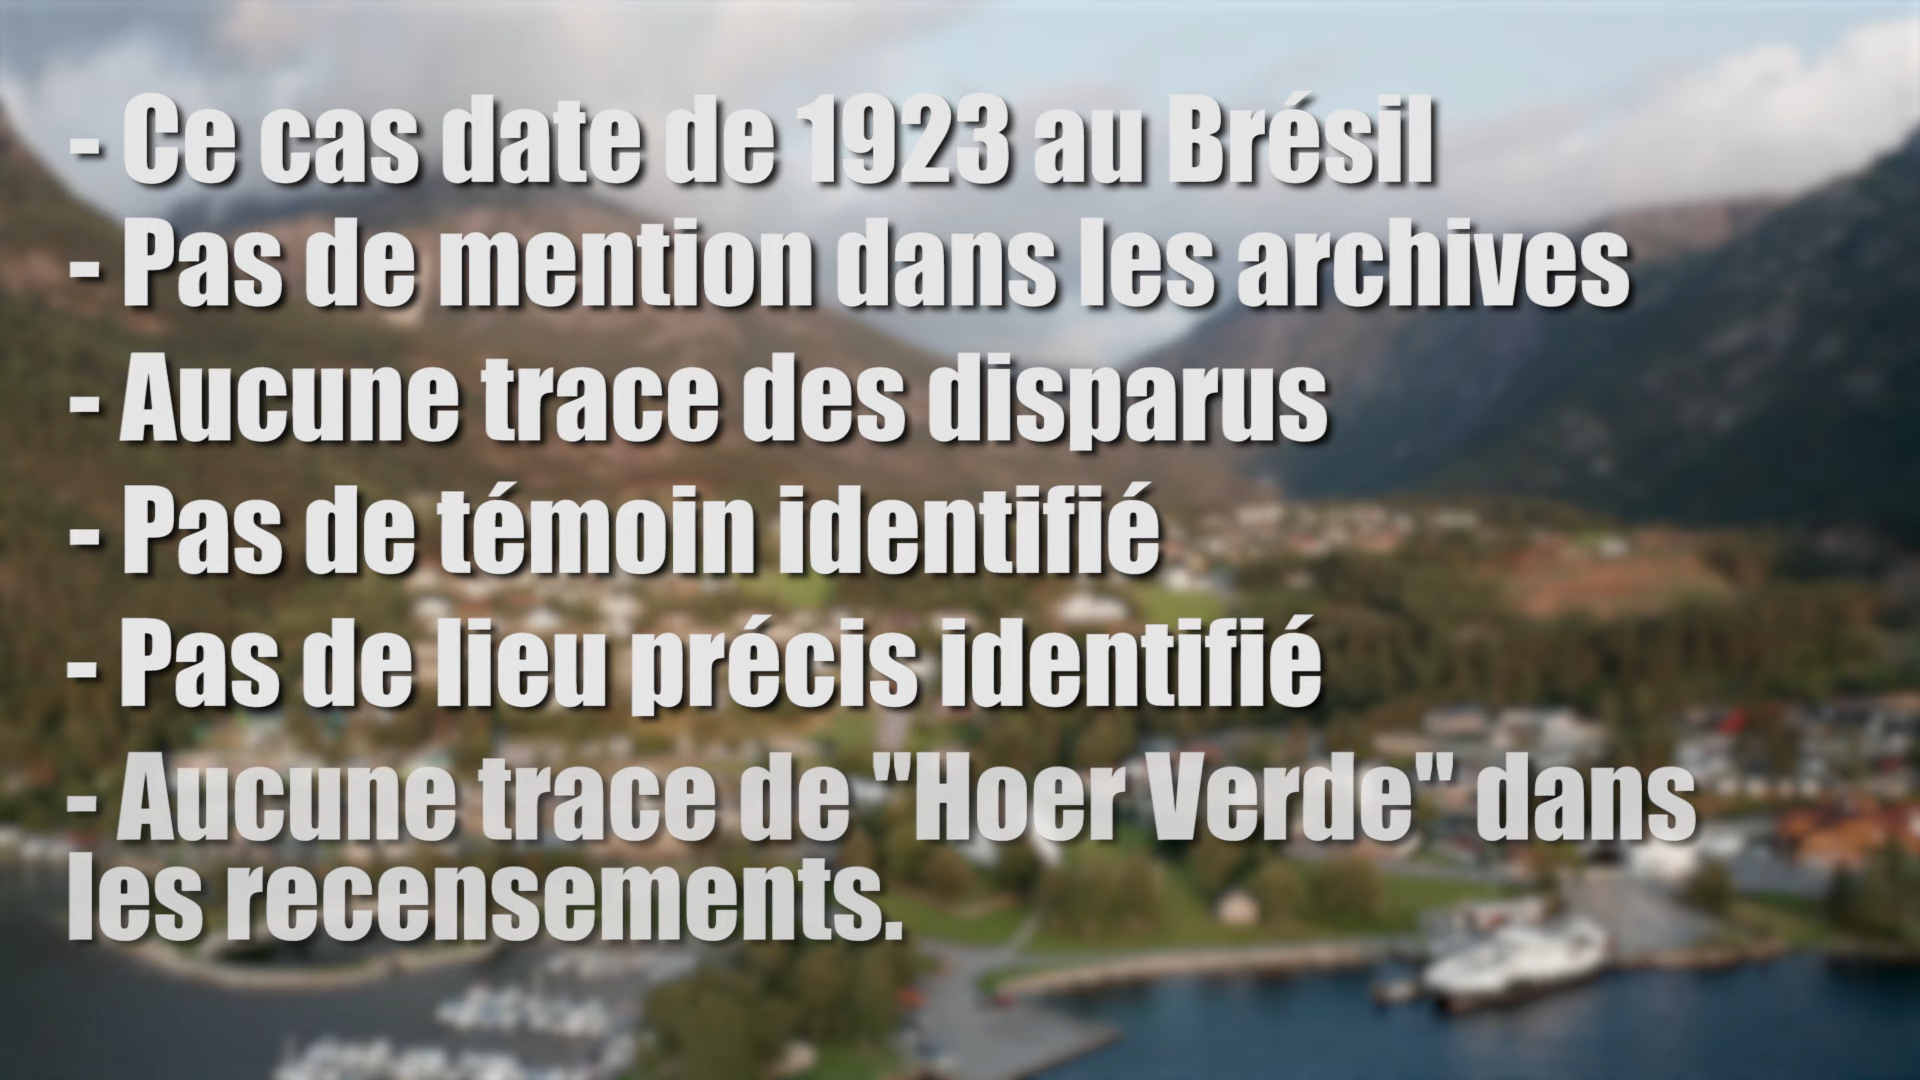 - Ce cas date de 1923 au Brésil
- Pas de mention dans les archives
- Aucune trace des disparus
- Pas de témoin identifié
- Pas de lieu précis identifié
- Aucune trace de "Hoer Verde" dans
les recensements.